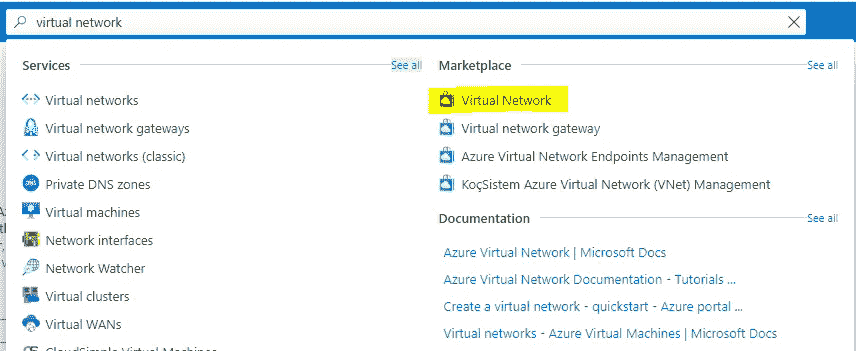 virtual network
Services
See all
Virtual networks
Virtual network gateways
Virtual networks (classic)
Private DNS zones
Virtual machines
Network interfaces
Network Watcher
Virtual clusters
Virtual WANs
CloudSimple Virtual Machines
Marketplace
See all
Virtual Network
Virtual network gateway
Azure Virtual Network Endpoints Management
KoçSistem Azure Virtual Network (VNet) Management
Documentation
See all
Azure Virtual Network | Microsoft Docs
Azure Virtual Network Documentation - Tutorials ...
Create a virtual network - quickstart - Azure portal ...
Virtual networks - Azure Virtual Machines | Microsoft Docs